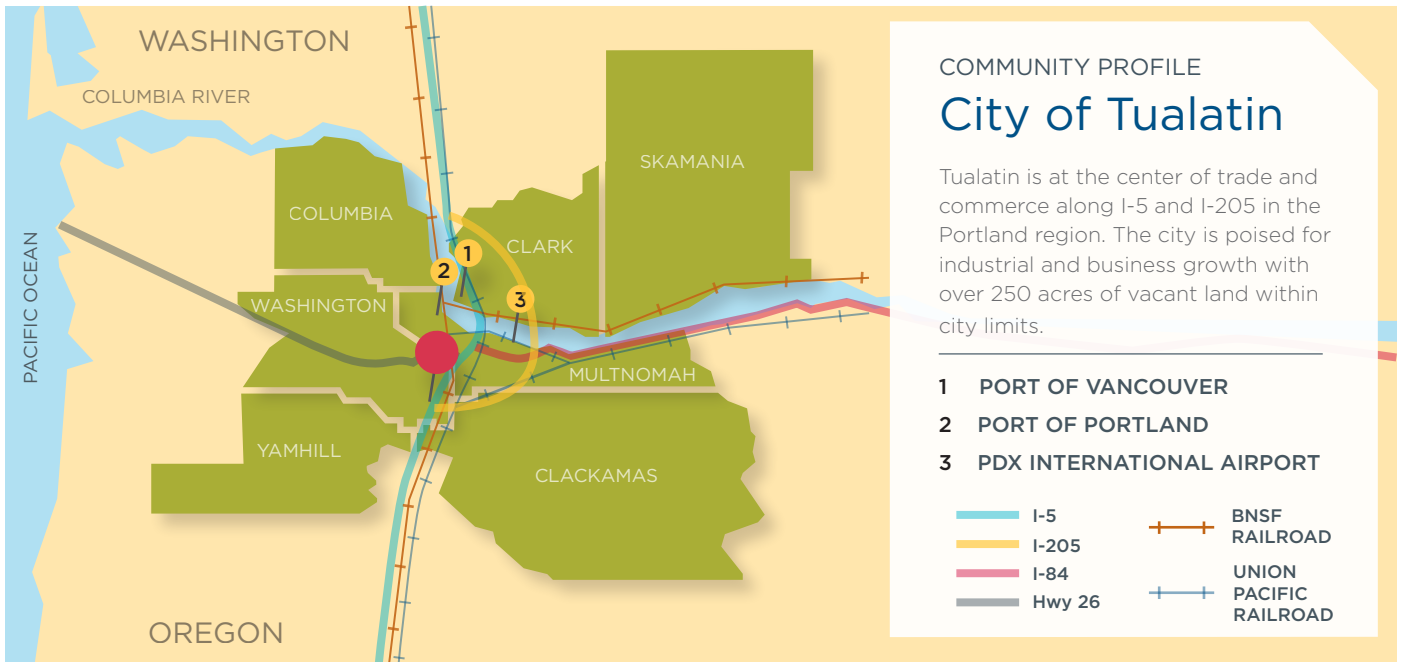 WASHINGTON
COLUMBIA RIVER
PACIFIC OCEAN
SKAMANIA
COLUMBIA
CLARK
1
2
3
WASHINGTON
MULTNOMAH
YAMHILL
CLACKAMAS
OREGON
COMMUNITY PROFILE
City of Tualatin
Tualatin is at the center of trade and
commerce along I-5 and I-205 in the
Portland region. The city is poised for
industrial and business growth with
over 250 acres of vacant land within
city limits.
1 PORT OF VANCOUVER
2 PORT OF PORTLAND
3 PDX INTERNATIONAL AIRPORT
I-5
I-205
I-84
Hwy 26
BNSF
RAILROAD
UNION
PACIFIC
RAILROAD